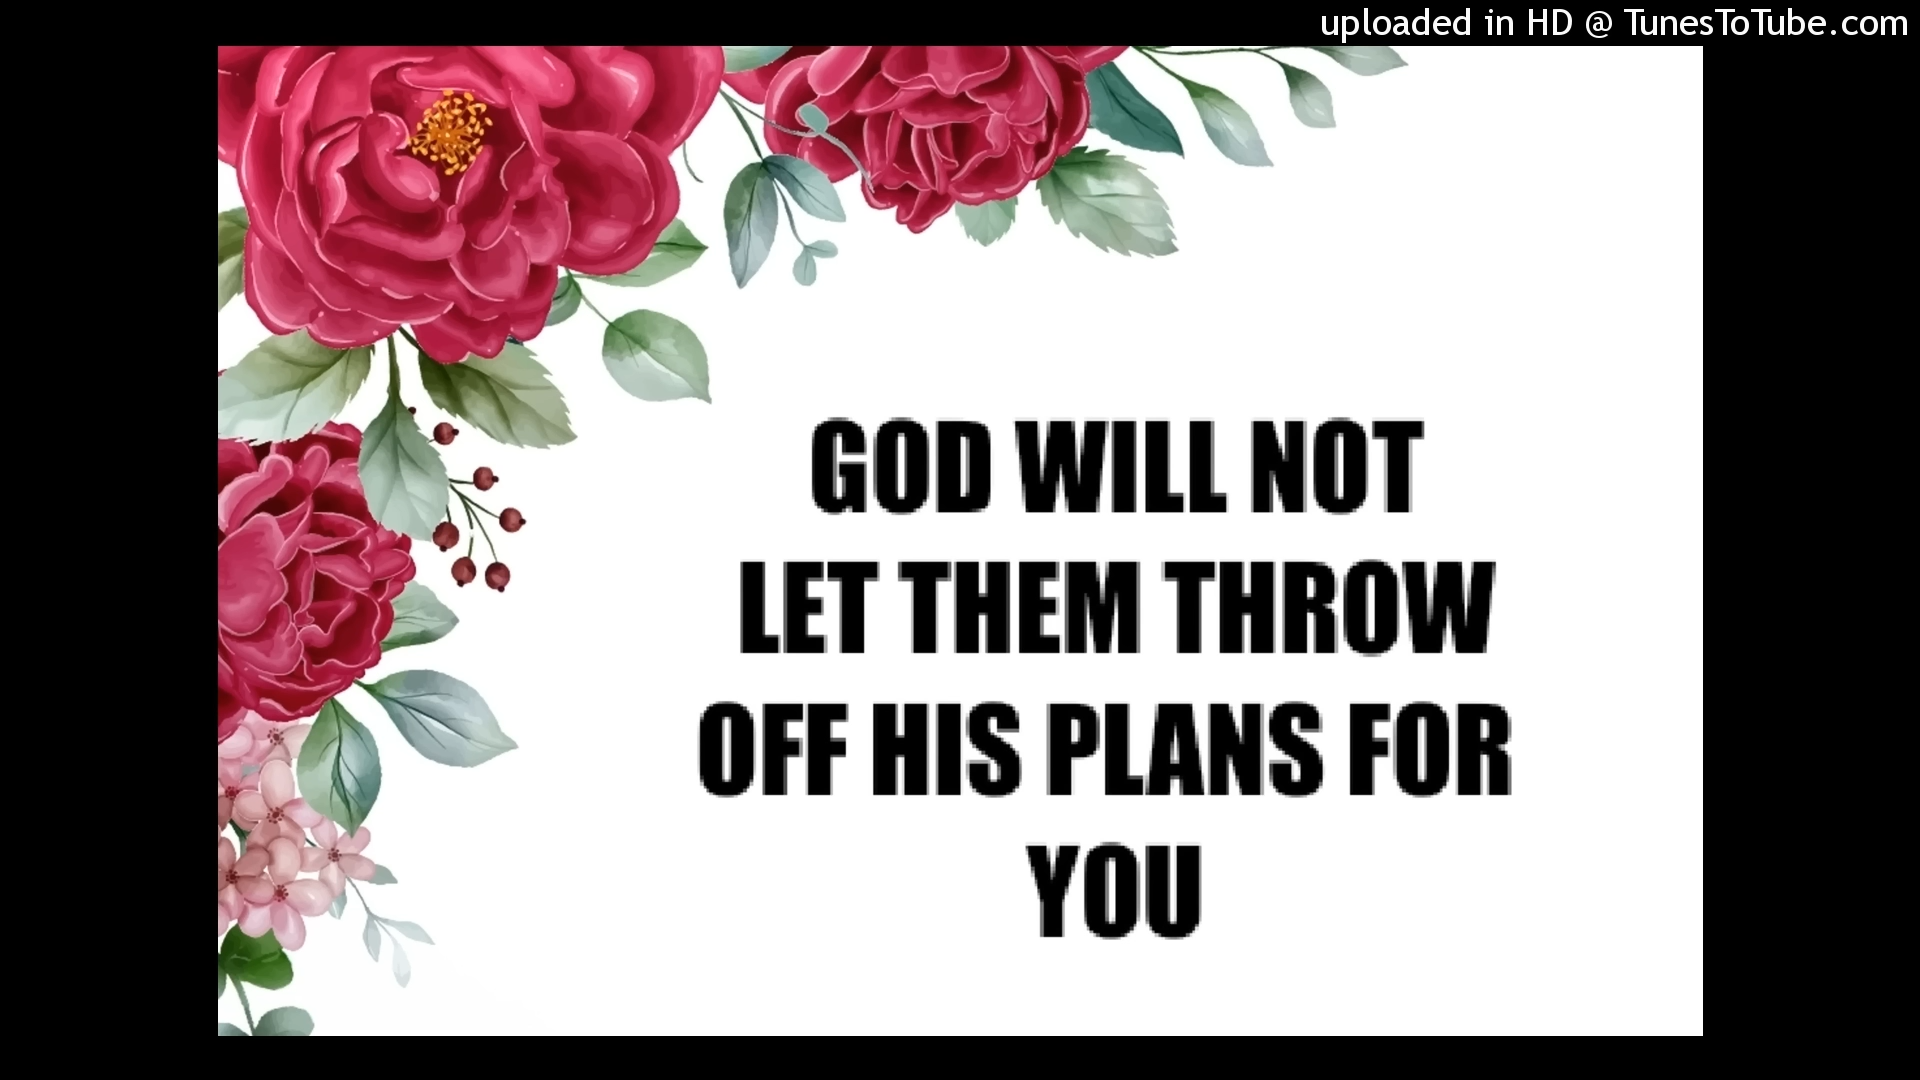 uploaded in HD @ TunesToTube.com
GOD WILL NOT
LET THEM THROW
OFF HIS PLANS FOR
YOU